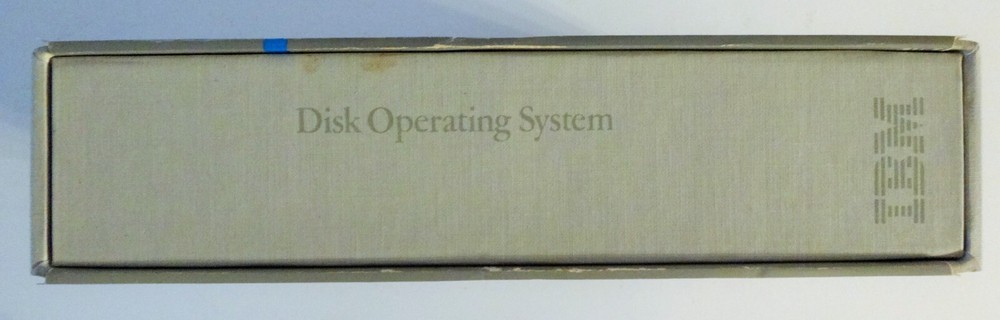 Disk Operating System
IBM